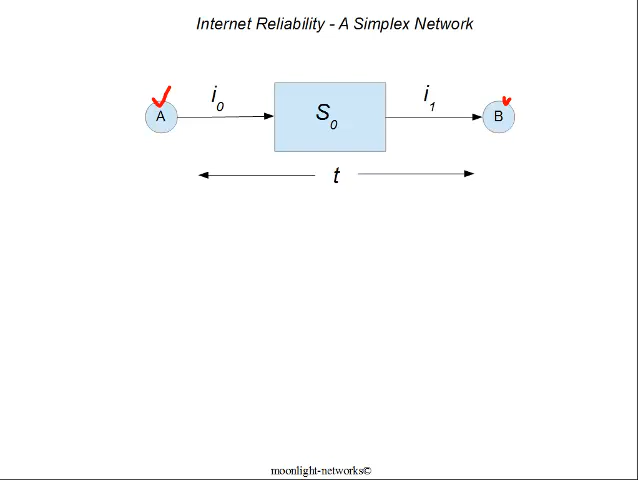 Internet Reliability - A Simplex Network
A i0 S0 i1 B
t
moonlight-networks©